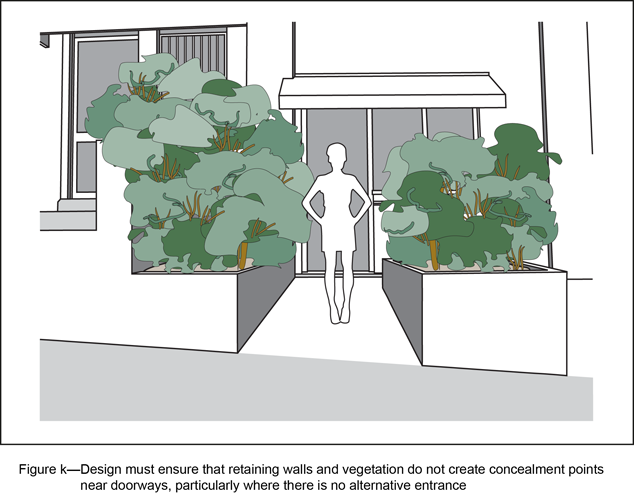 Figure k—Design must ensure that retaining walls and vegetation do not create concealment points
near doorways, particularly where there is no alternative entrance